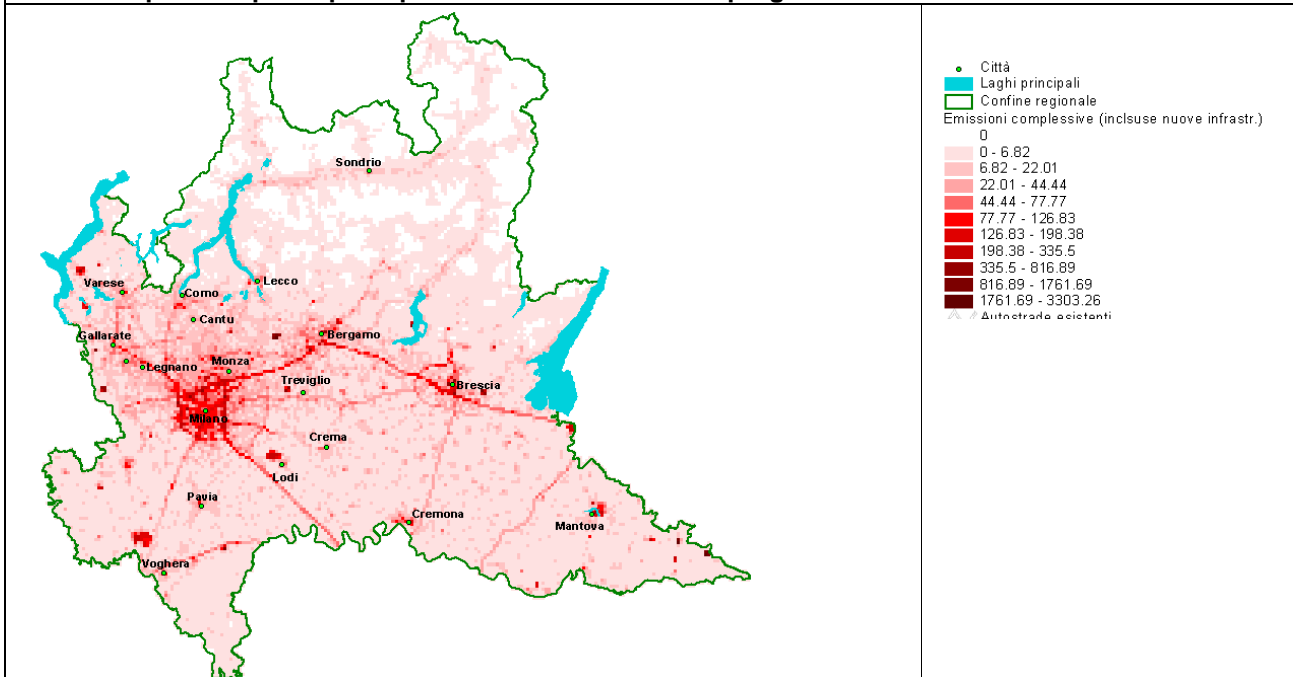 Sondrio
Varese
Como
Lecco
Cantu
Gallarate
Bergamo
Legnano
Monza
Treviglio
Brescia
Milano
Crema
Lodi
Pavia
Cremona
Mantova
Voghera
Città
Laghi principali
Confine regionale
Emissioni complessive (inclsuse nuove infrastr.)
0
0 - 6.82
6.82 - 22.01
22.01 - 44.44
44.44 - 77.77
77.77 - 126.83
126.83 - 198.38
198.38 - 335.5
335.5 - 816.89
816.89 - 1761.69
1761.69 - 3303.26
Autostrade esistenti